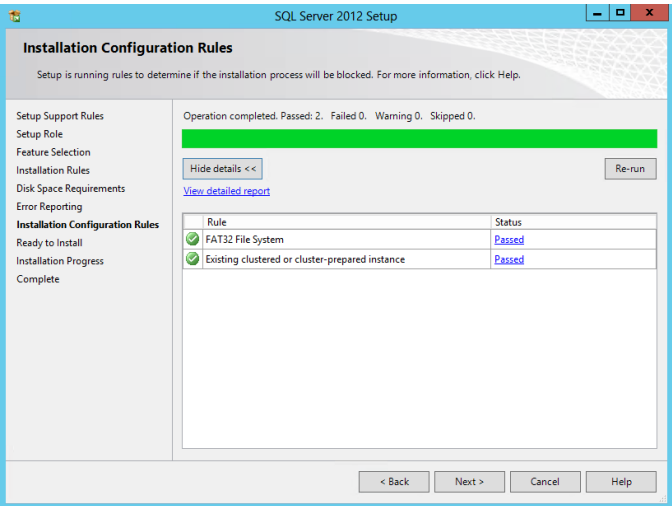 SQL Server 2012 Setup
Installation Configuration Rules
Setup is running rules to determine if the installation process will be blocked. For more information, click Help.
Setup Support Rules
Setup Role
Feature Selection
Installation Rules
Disk Space Requirements
Error Reporting
Installation Configuration Rules
Ready to Install
Installation Progress
Complete
Operation completed. Passed: 2.  Failed 0.  Warning 0.  Skipped 0.
Hide details <<
Re-run
View detailed report
Rule Status
FAT32 File System Passed
Existing clustered or cluster-prepared instance Passed
< Back Next > Cancel Help